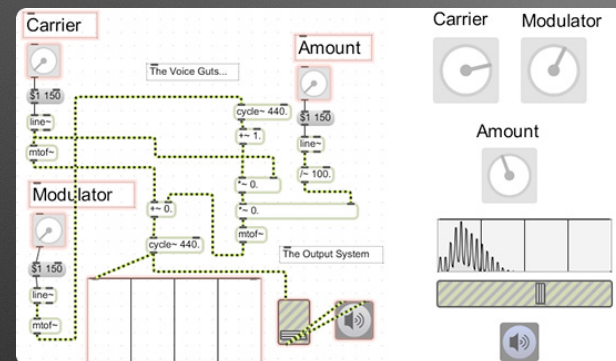 Carrier
$1 150
line~
mtof~
Modulator
$1 150
line~
mtof~
The Voice Guts...
cycle~ 440.
+~ 1.
*~ 0.
*~ 0.
mtof~
+~ 0.
cycle~ 440.
Amount
$1 150
line~
/~ 100.
The Output System
Carrier
Modulator
Amount